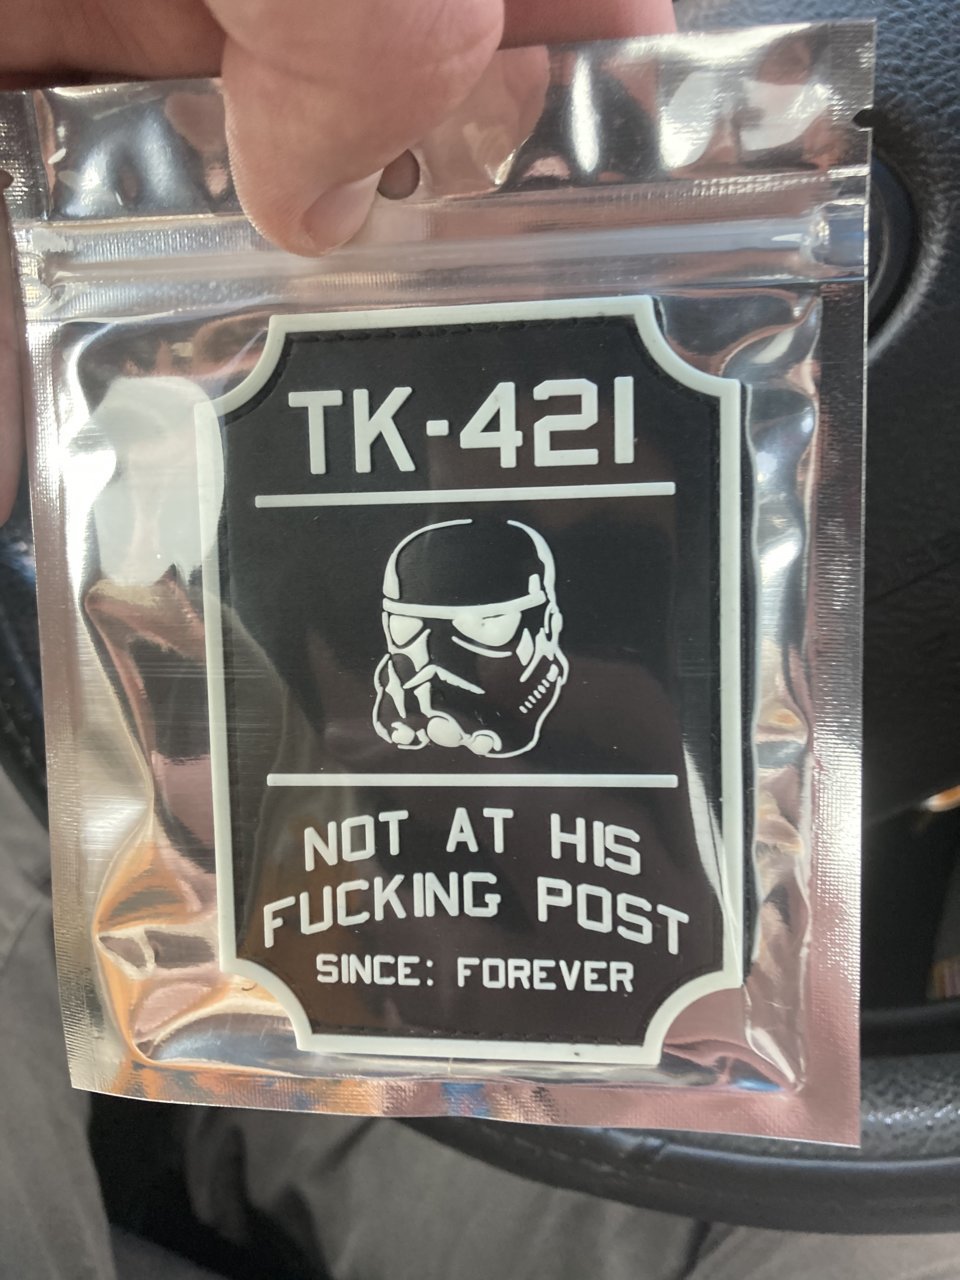 TK-421
NOT AT HIS
FUCKING POST
SINCE: FOREVER